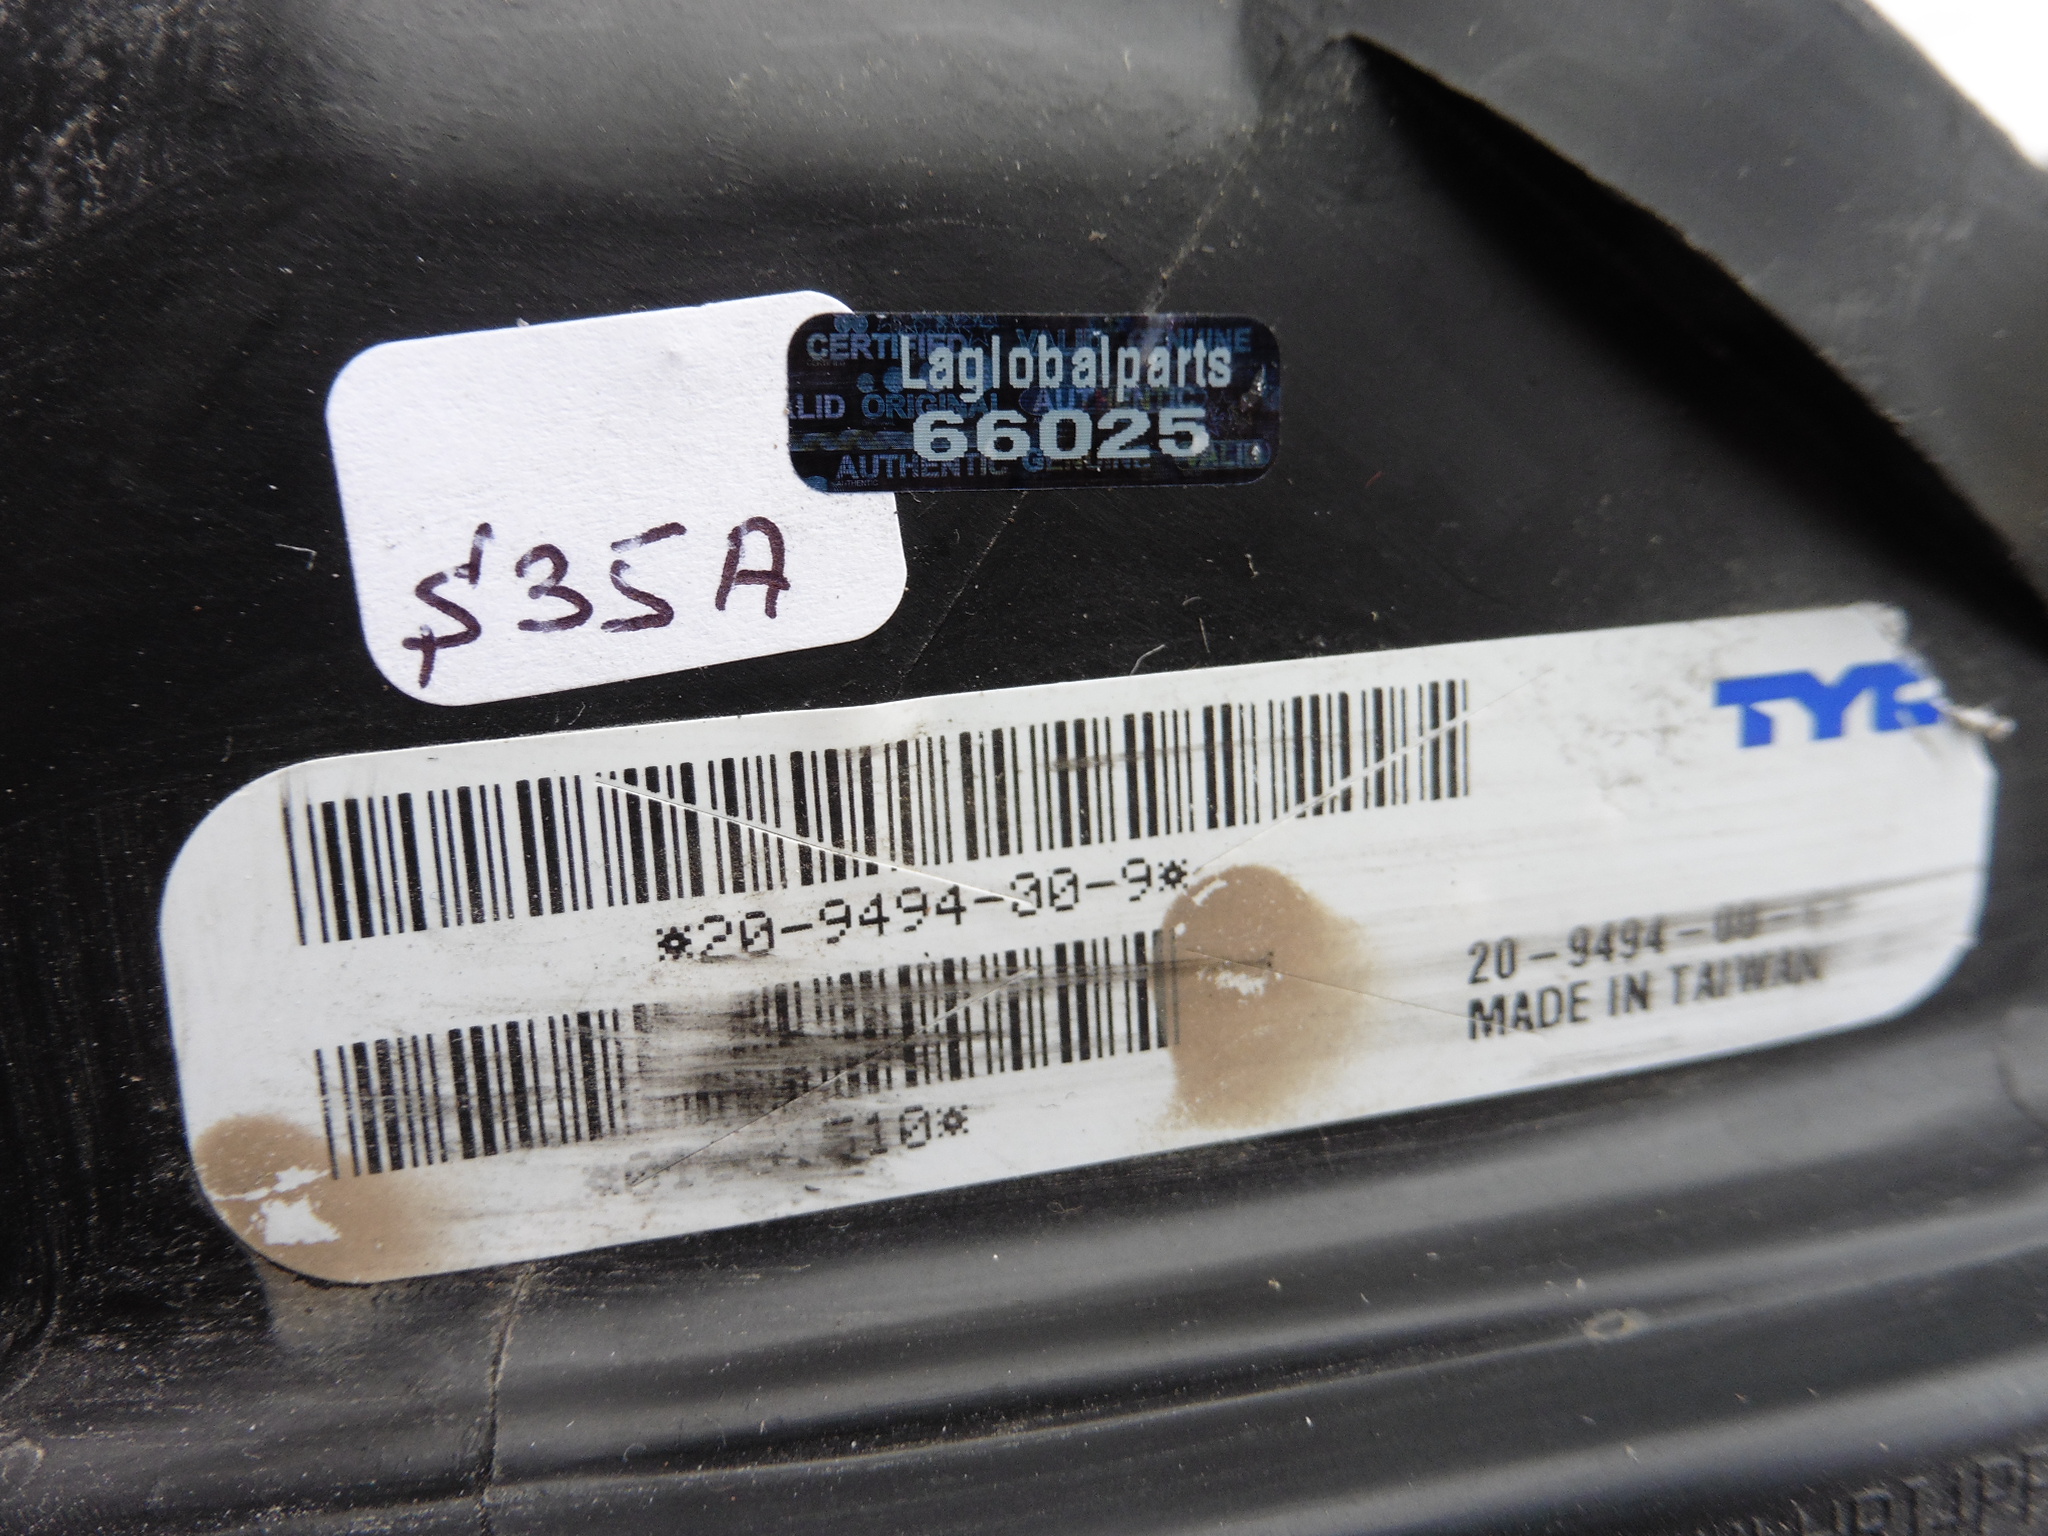 Laglobalparts
66025
CERTIFIED VALID GENUINE
VALID ORIGINAL AUTHENTIC
AUTHENTIC GENUINE VALID
$35A
TYC
*20-9494-00-9*
20-9494-00-
MADE IN TAIWAN
10*